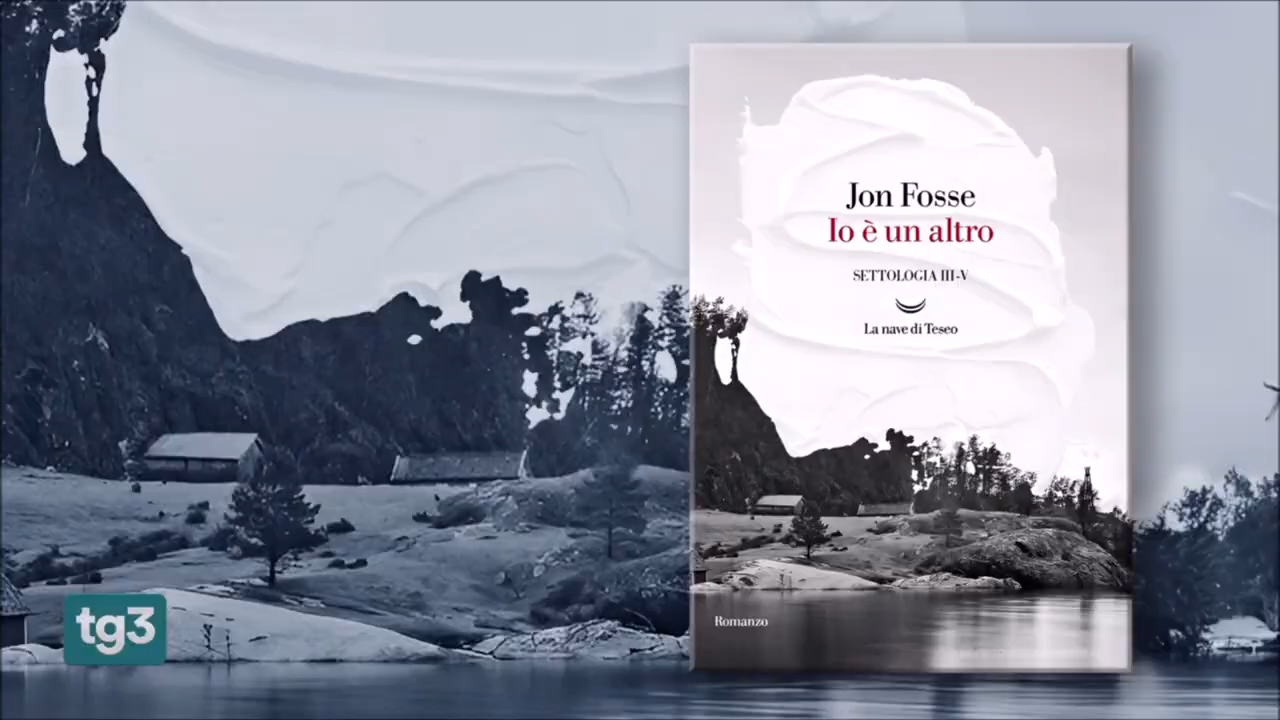 Jon Fosse
Io è un altro
SETTOLOGIA III-V
La nave di Teseo
Romanzo
tg3